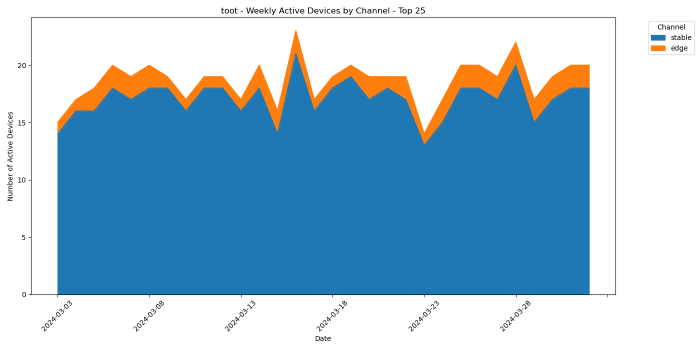 toot - Weekly Active Devices by Channel - Top 25
Channel
stable
edge
Number of Active Devices
20
15
10
5
0
2024-03-03
2024-03-08
2024-03-13
2024-03-18
2024-03-23
2024-03-28
Date